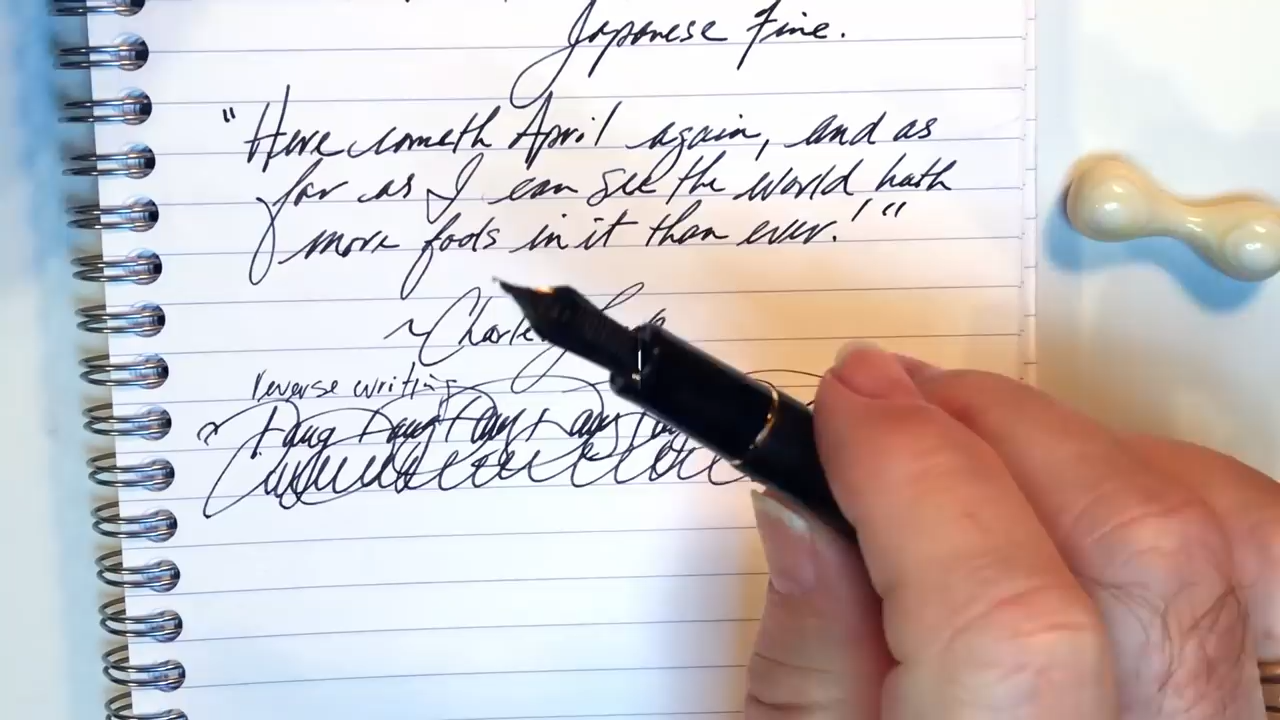 Japanese Fine.
"Here cometh April again, and as
far as I can see the world hath
more fools in it than ever!"
~Charle
reverse writing